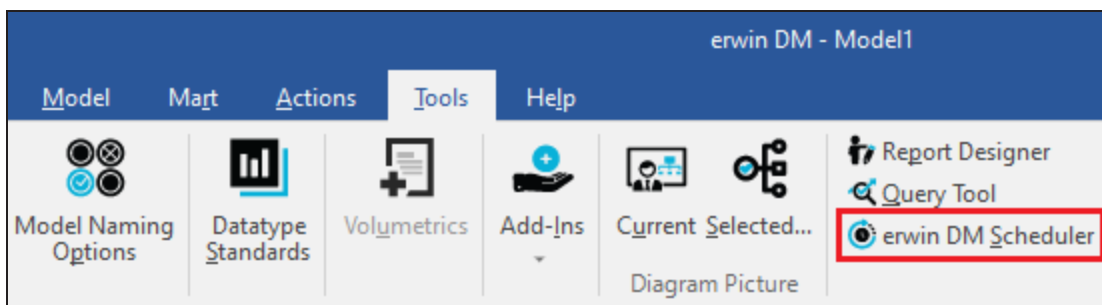 erwin DM - Model1
Model Mart Actions Tools Help
Model Naming
Options
Datatype
Standards
Volumetrics
Add-Ins
Current Selected...
Diagram Picture
Report Designer
Query Tool
erwin DM Scheduler